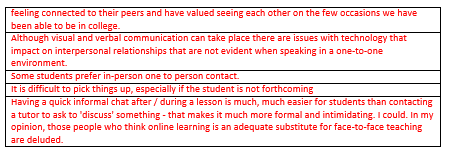 feeling connected to their peers and have valued seeing each other on the few occasions we have
been able to be in college.
Although visual and verbal communication can take place there are issues with technology that
impact on interpersonal relationships that are not evident when speaking in a one-to-one
environment.
Some students prefer in-person one to person contact.
It is difficult to pick things up, especially if the student is not forthcoming
Having a quick informal chat after / during a lesson is much, much easier for students than contacting
a tutor to ask to 'discuss' something - that makes it much more formal and intimidating. I could. In my
opinion, those people who think online learning is an adequate substitute for face-to-face teaching
are deluded.